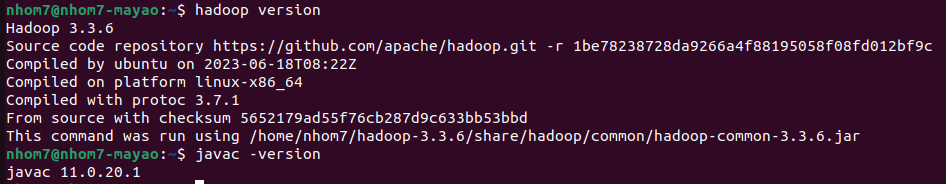 nhom7@nhom7-mayao:~$ hadoop version
Hadoop 3.3.6
Source code repository https://github.com/apache/hadoop.git -r 1be78238728da9266a4f88195058f08fd012bf9c
Compiled by ubuntu on 2023-06-18T08:22Z
Compiled on platform linux-x86_64
Compiled with protoc 3.7.1
From source with checksum 5652179ad55f76cb287d9c633bb53bbd
This command was run using /home/nhom7/hadoop-3.3.6/share/hadoop/common/hadoop-common-3.3.6.jar
nhom7@nhom7-mayao:~$ javac -version
javac 11.0.20.1